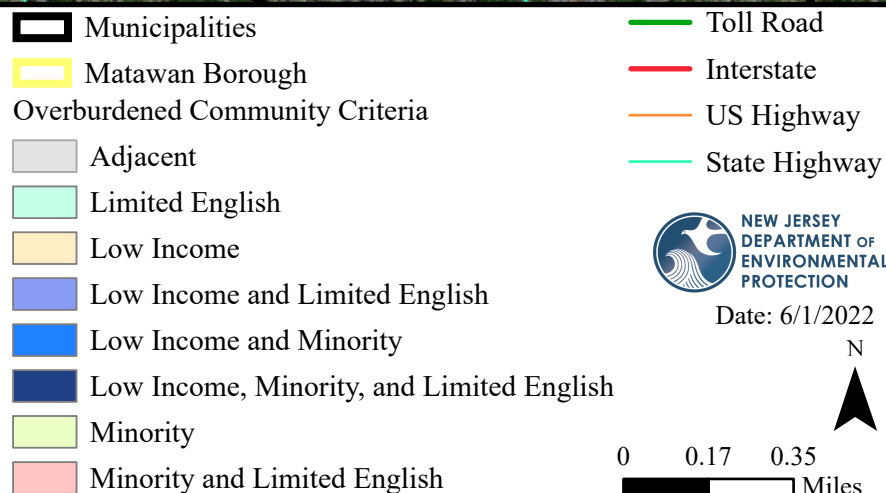 Municipalities
Matawan Borough
Overburdened Community Criteria
Adjacent
Limited English
Low Income
Low Income and Limited English
Low Income and Minority
Low Income, Minority, and Limited English
Minority
Minority and Limited English
Toll Road
Interstate
US Highway
State Highway
NEW JERSEY
DEPARTMENT OF
ENVIRONMENTAL
PROTECTION
Date: 6/1/2022
N
0 0.17 0.35
Miles